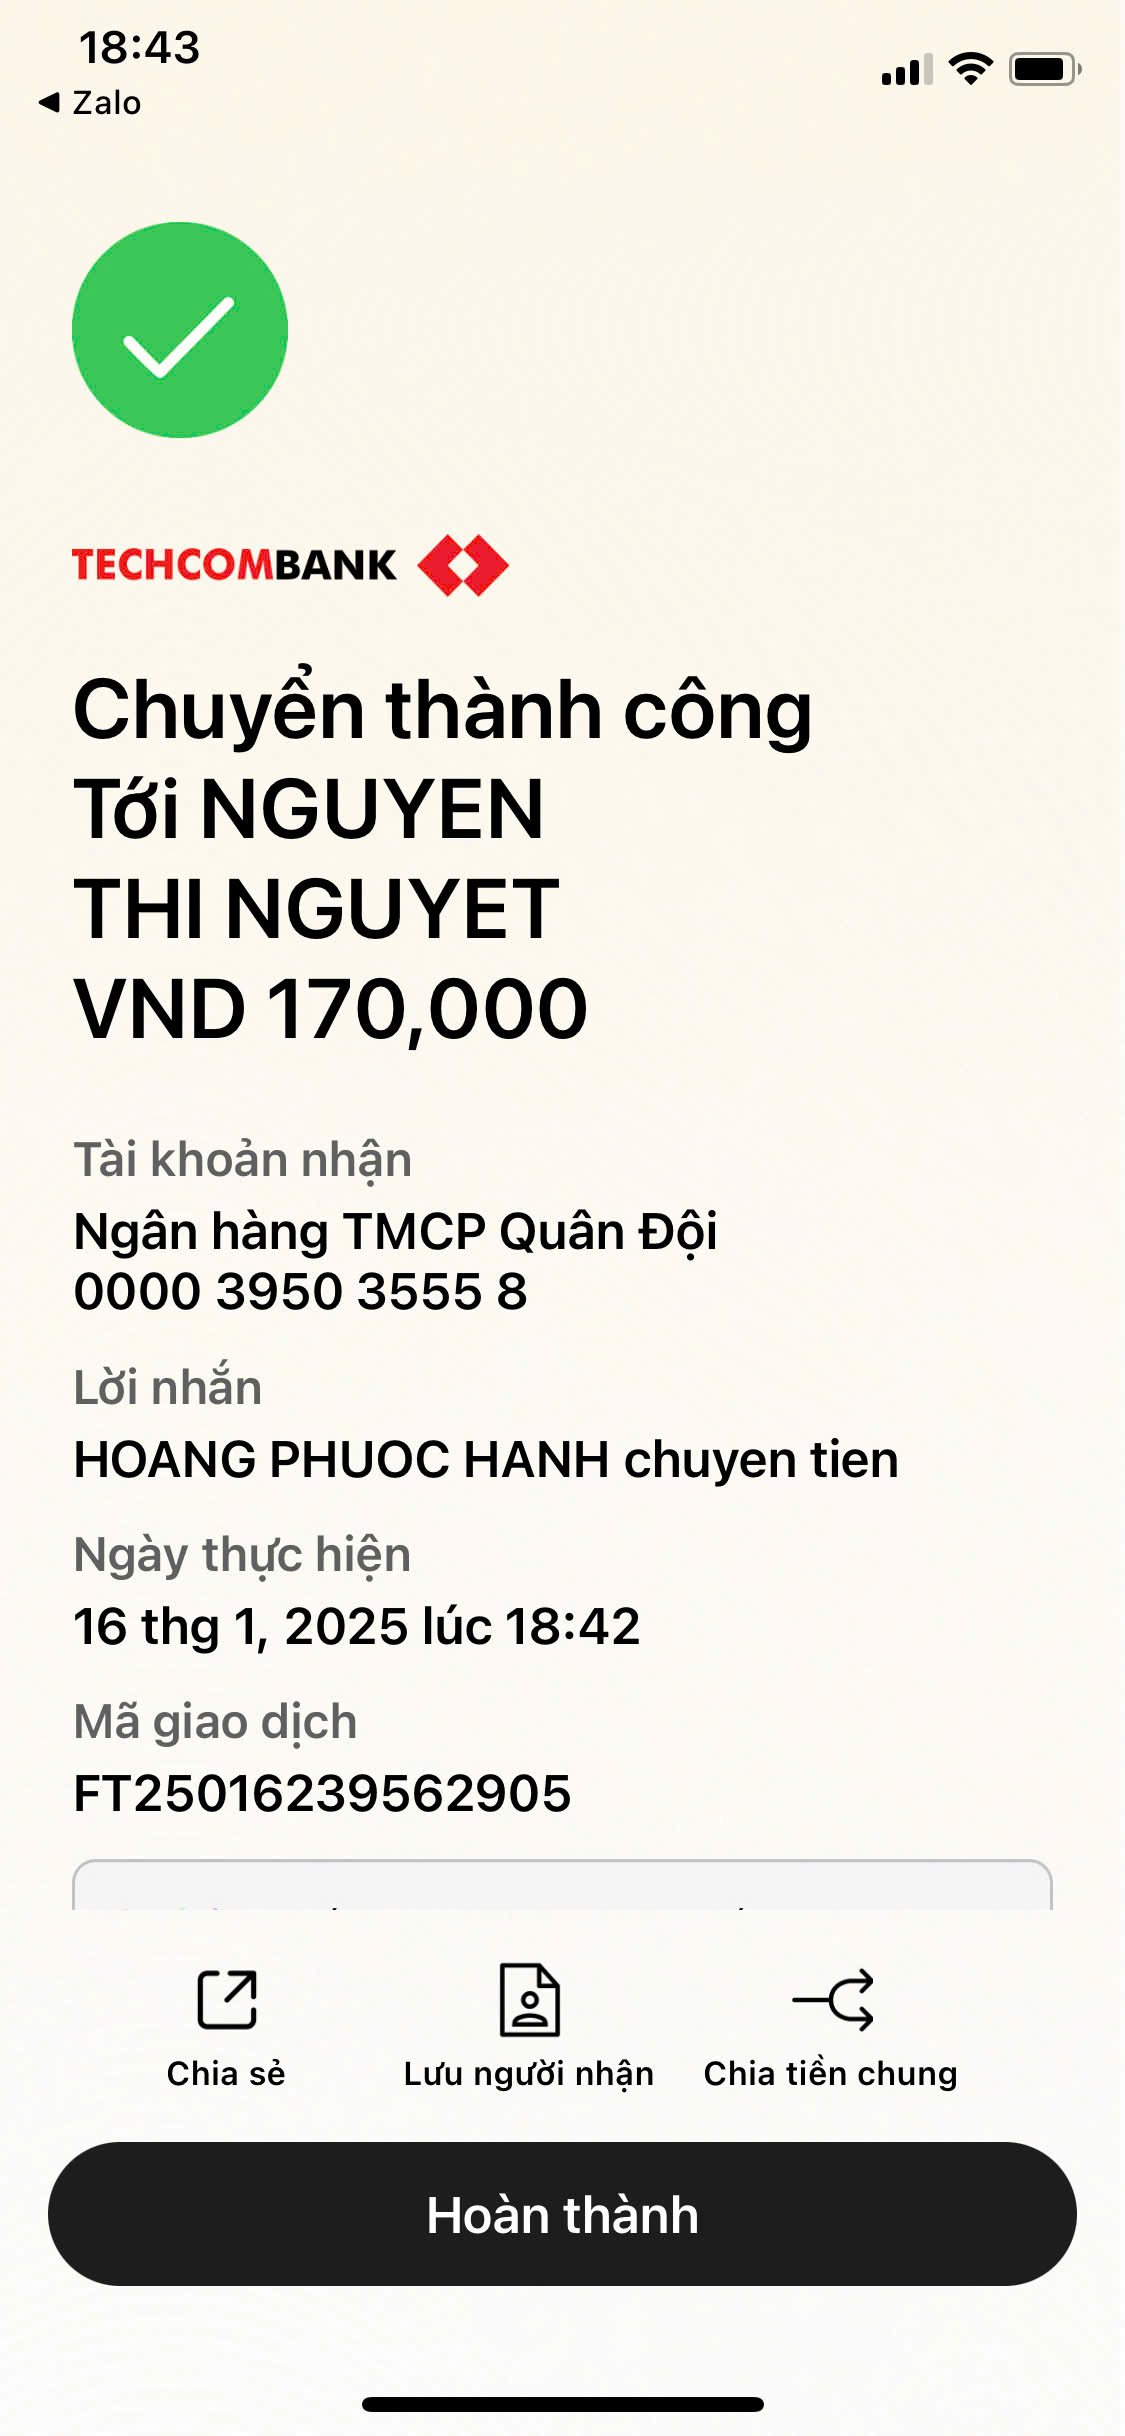 18:43
◀ Zalo
TECHCOMBANK
Chuyển thành công
Tới NGUYEN
THI NGUYET
VND 170,000
Tài khoản nhận
Ngân hàng TMCP Quân Đội
0000 3950 3555 8
Lời nhắn
HOANG PHUOC HANH chuyen tien
Ngày thực hiện
16 thg 1, 2025 lúc 18:42
Mã giao dịch
FT25016239562905
Chia sẻ
Lưu người nhận
Chia tiền chung
Hoàn thành